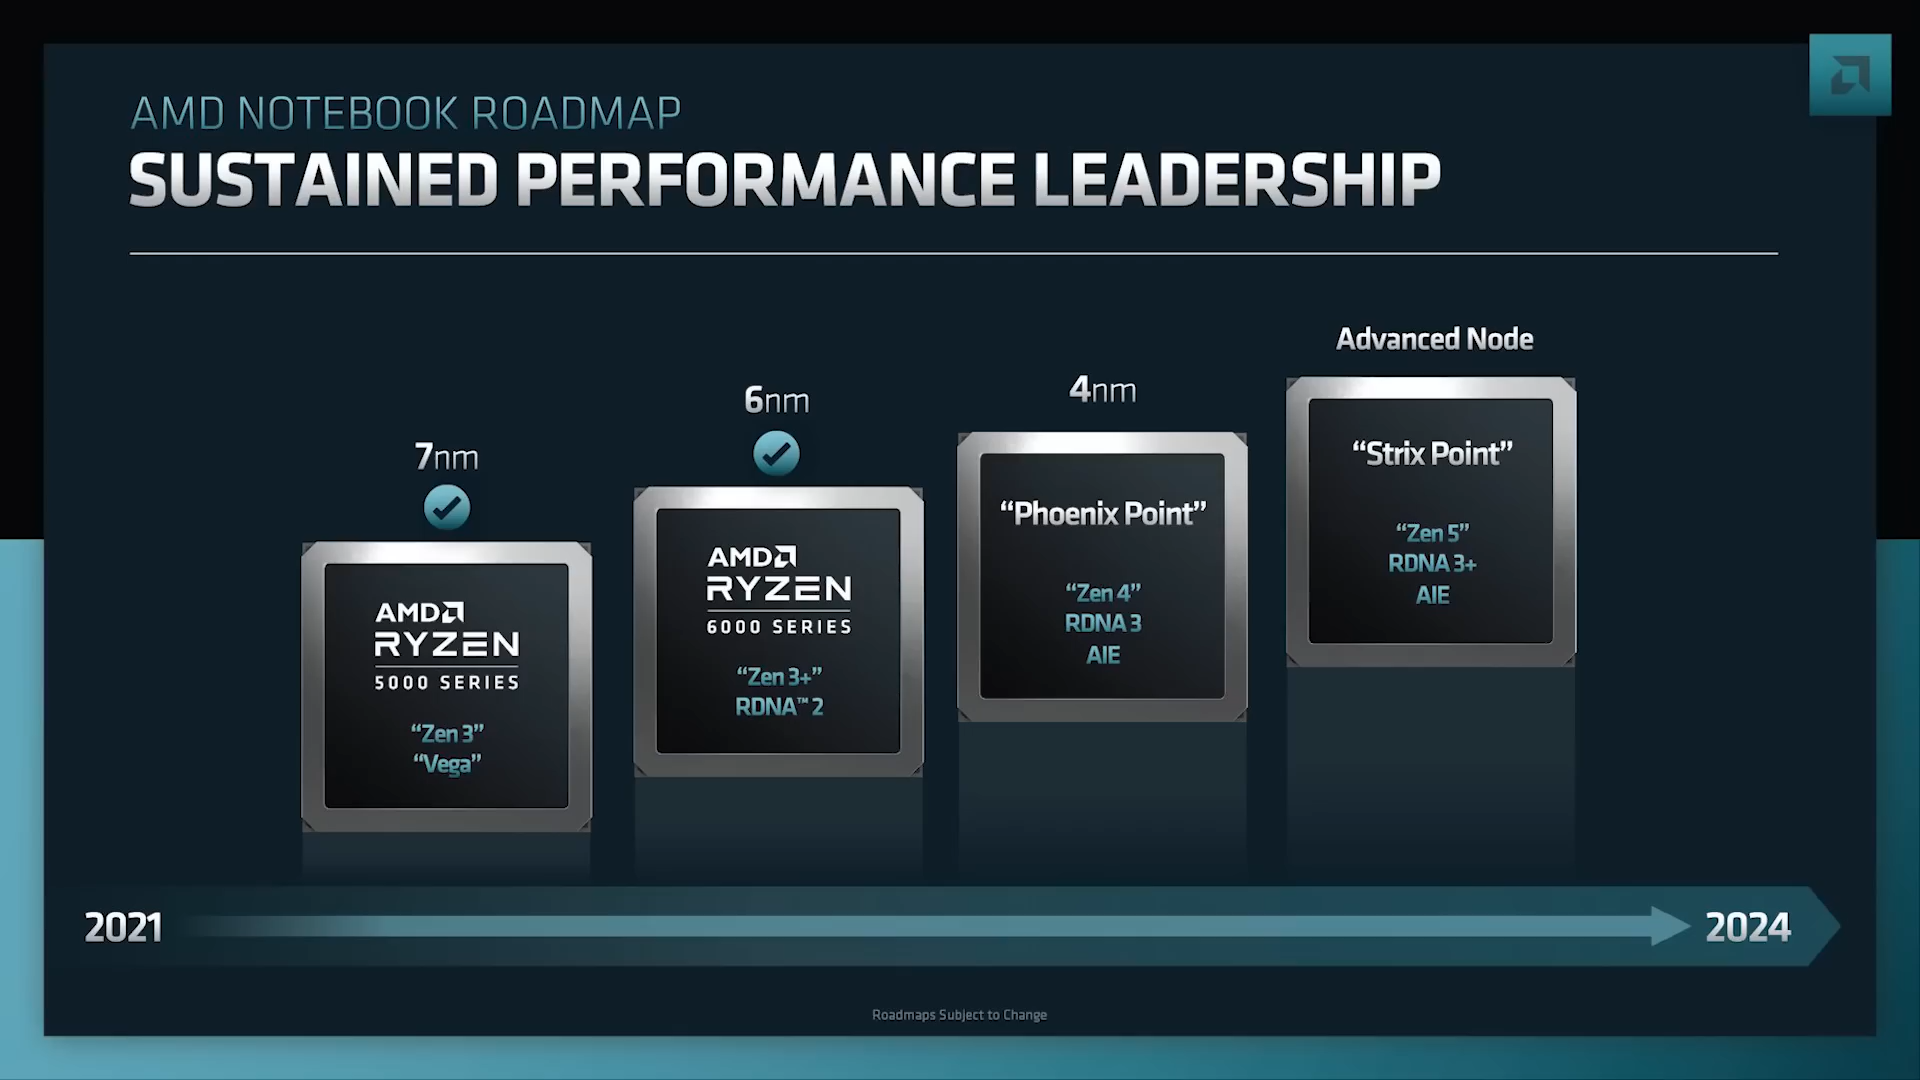 AMD NOTEBOOK ROADMAP
SUSTAINED PERFORMANCE LEADERSHIP
7nm
AMD
RYZEN
5000 SERIES
“Zen 3”
“Vega”
6nm
AMD
RYZEN
6000 SERIES
“Zen 3+”
RDNA™ 2
4nm
“Phoenix Point”
“Zen 4”
RDNA 3
AIE
Advanced Node
“Strix Point”
“Zen 5”
RDNA 3+
AIE
2021
2024
Roadmaps Subject to Change